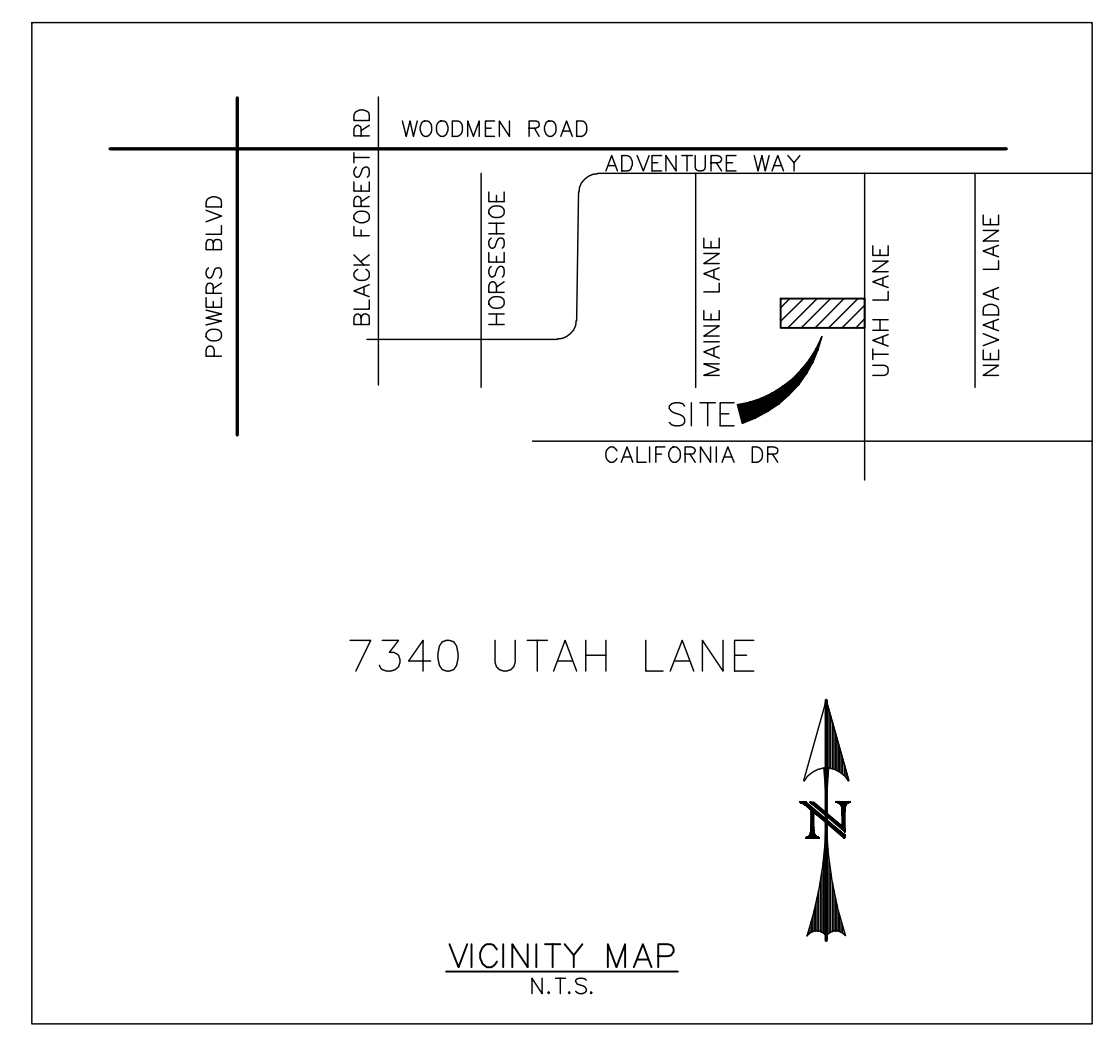 WOODMEN ROAD
ADVENTURE WAY
POWERS BLVD
BLACK FOREST RD
HORSESHOE
MAINE LANE
UTAH LANE
NEVADA LANE
SITE
CALIFORNIA DR
7340 UTAH LANE
N
VICINITY MAP
N.T.S.